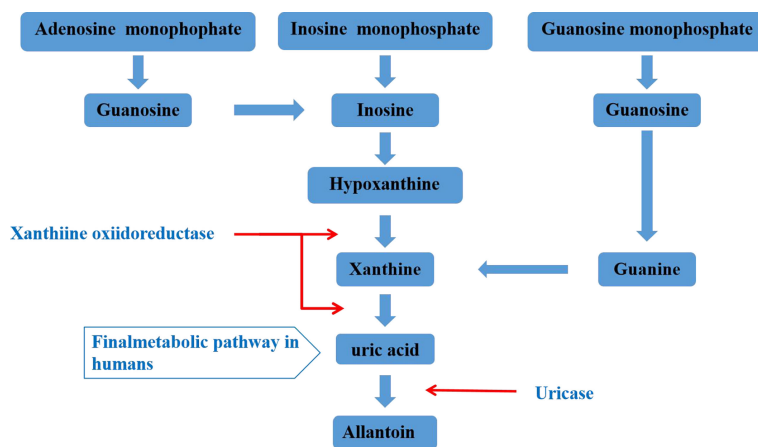 Adenosine monophophate
Inosine monophosphate
Guanosine monophosphate
Guanosine
Inosine
Guanosine
Hypoxanthine
Xanthiine oxiidoreductase
Xanthine
Guanine
Finalmetabolic pathway in
humans
uric acid
Uricase
Allantoin